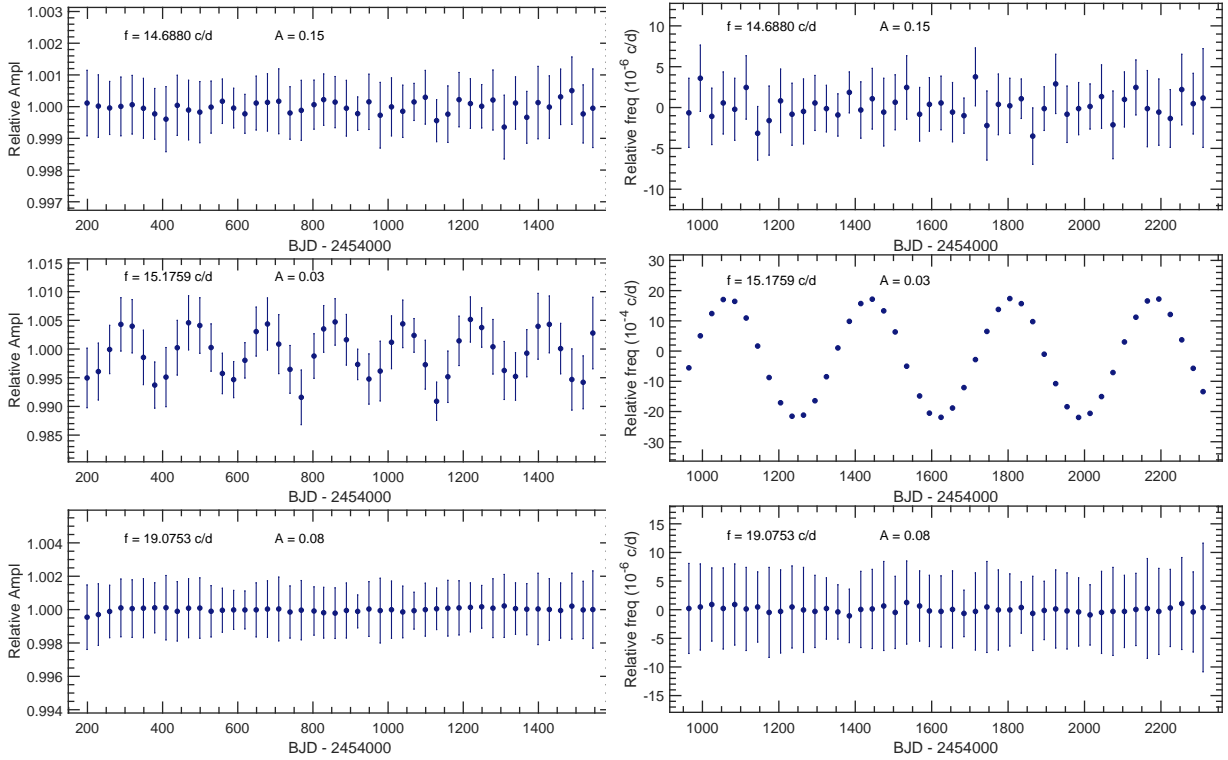 f = 14.6880 c/d A = 0.15
1.003
1.002
1.001
1.000
0.999
0.998
0.997
Relative Ampl
200 400 600 800 1000 1200 1400
BJD - 2454000
f = 14.6880 c/d A = 0.15
10
5
0
-5
-10
Relative freq (10⁻⁶ c/d)
1000 1200 1400 1600 1800 2000 2200
BJD - 2454000
f = 15.1759 c/d A = 0.03
1.015
1.010
1.005
1.000
0.995
0.990
0.985
Relative Ampl
200 400 600 800 1000 1200 1400
BJD - 2454000
f = 15.1759 c/d A = 0.03
30
20
10
0
-10
-20
-30
Relative freq (10⁻⁴ c/d)
1000 1200 1400 1600 1800 2000 2200
BJD - 2454000
f = 19.0753 c/d A = 0.08
1.004
1.002
1.000
0.998
0.996
0.994
Relative Ampl
200 400 600 800 1000 1200 1400
BJD - 2454000
f = 19.0753 c/d A = 0.08
15
10
5
0
-5
-10
-15
Relative freq (10⁻⁶ c/d)
1000 1200 1400 1600 1800 2000 2200
BJD - 2454000